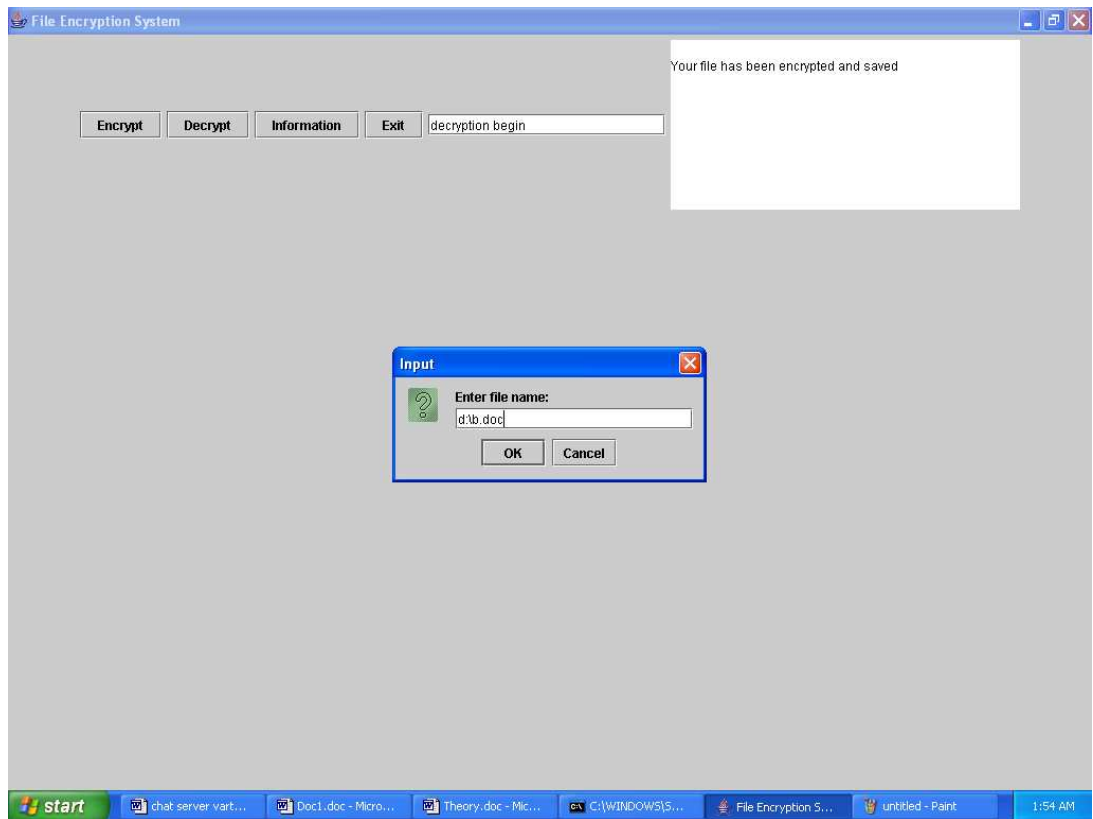 File Encryption System
Your file has been encrypted and saved
Encrypt Decrypt Information Exit decryption begin
Input
Enter file name:
d:\b.doc
OK Cancel
start chat server vart... Doc1.doc - Micro... Theory.doc - Mic... C:\WINDOWS\S... File Encryption S... untitled - Paint 1:54 AM